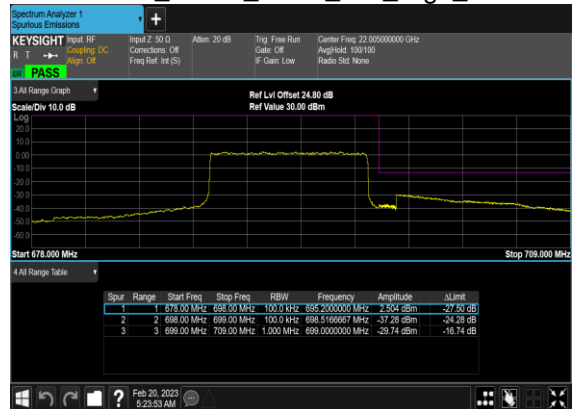 Spectrum Analyzer 1
Spurious Emissions
+
KEYSIGHT
Input: RF
Coupling: DC
Align: Off
Input Z: 50 Ω
Corrections: Off
Freq Ref: Int (S)
Atten: 20 dB
Trig: Free Run
Gate: Off
IF Gain: Low
Center Freq: 22.005000000 GHz
Avg|Hold: 100/100
Radio Std: None
R T
PASS
3 All Range Graph
Scale/Div 10.0 dB
Ref Lvl Offset 24.80 dB
Ref Value 30.00 dBm
Log
20.0
10.0
0.00
-10.0
-20.0
-30.0
-40.0
-50.0
-60.0
Start 678.000 MHz
Stop 709.000 MHz
4 All Range Table
Spur Range Start Freq Stop Freq RBW Frequency Amplitude ΔLimit
1 1 678.00 MHz 698.00 MHz 100.0 kHz 695.2000000 MHz 2.504 dBm -27.50 dB
2 2 698.00 MHz 699.00 MHz 100.0 kHz 698.5166667 MHz -37.28 dBm -24.28 dB
3 3 699.00 MHz 709.00 MHz 1.000 MHz 699.0000000 MHz -29.74 dBm -16.74 dB
?
Feb 20, 2023
5:23:53 AM